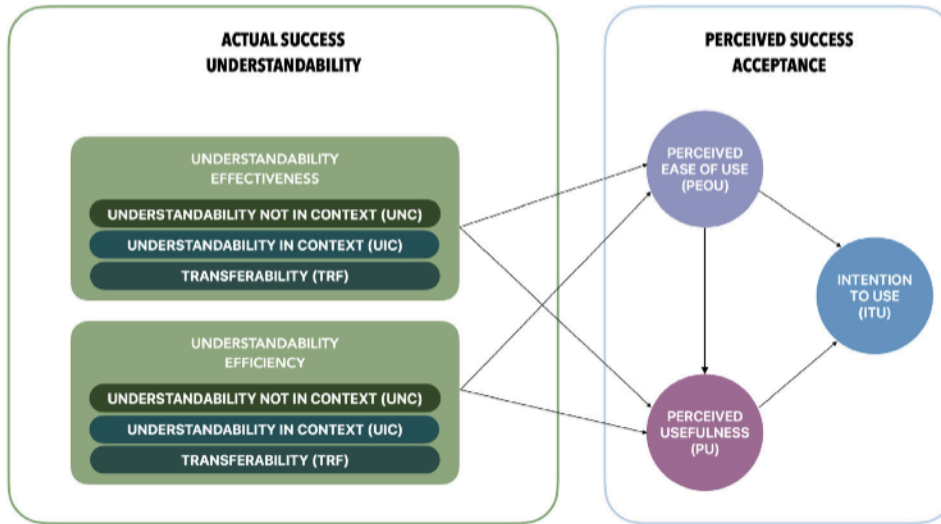 ACTUAL SUCCESS
UNDERSTANDABILITY
UNDERSTANDABILITY
EFFECTIVENESS
UNDERSTANDABILITY NOT IN CONTEXT (UNC)
UNDERSTANDABILITY IN CONTEXT (UIC)
TRANSFERABILITY (TRF)
UNDERSTANDABILITY
EFFICIENCY
UNDERSTANDABILITY NOT IN CONTEXT (UNC)
UNDERSTANDABILITY IN CONTEXT (UIC)
TRANSFERABILITY (TRF)
PERCEIVED SUCCESS
ACCEPTANCE
PERCEIVED
EASE OF USE
(PEOU)
INTENTION
TO USE
(ITU)
PERCEIVED
USEFULNESS
(PU)